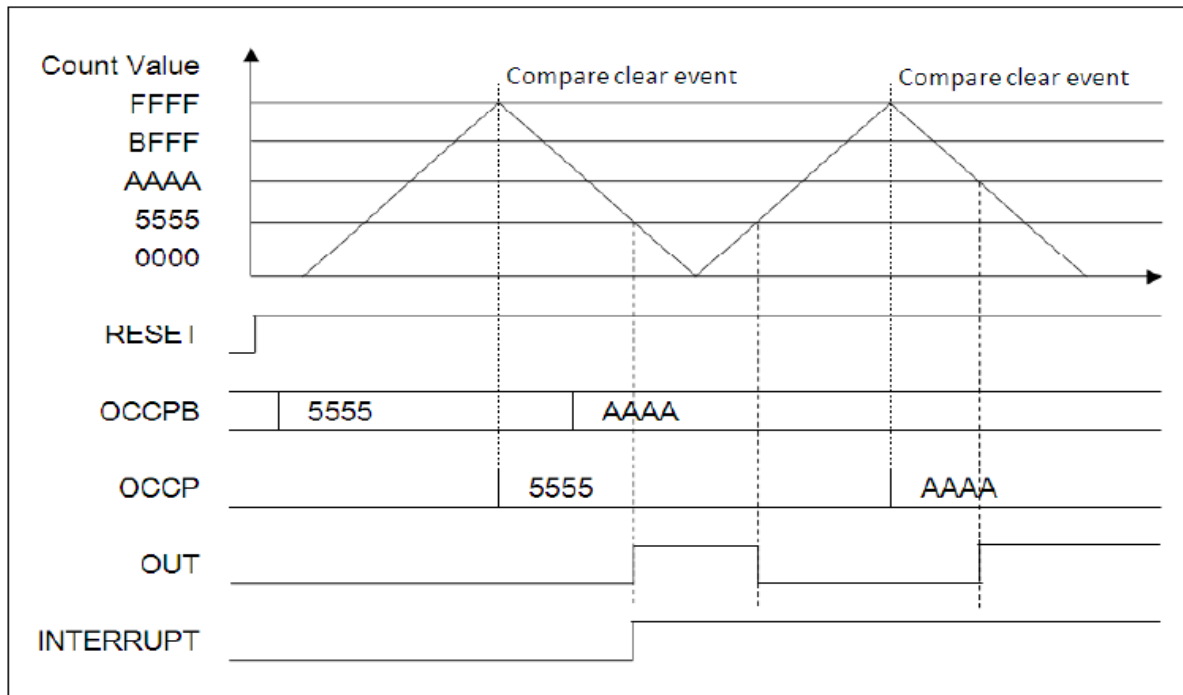 Count Value
FFFF
BFFF
AAAA
5555
0000
Compare clear event
Compare clear event
RESET
OCCPB
5555
AAAA
OCCP
5555
AAAA
OUT
INTERRUPT